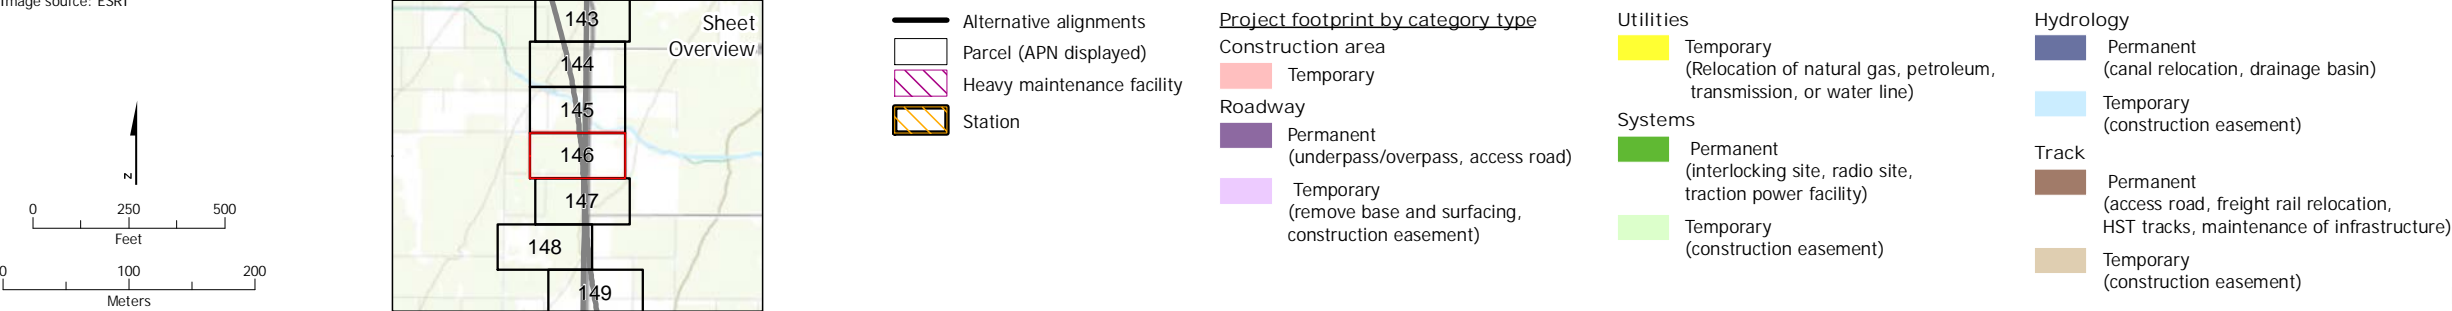 Image source: ESRI
N
0 250 500
Feet
0 100 200
Meters
Sheet
Overview
143
144
145
146
147
148
149
Alternative alignments
Parcel (APN displayed)
Heavy maintenance facility
Station
Project footprint by category type
Construction area
Temporary
Roadway
Permanent
(underpass/overpass, access road)
Temporary
(remove base and surfacing,
construction easement)
Utilities
Temporary
(Relocation of natural gas, petroleum,
transmission, or water line)
Systems
Permanent
(interlocking site, radio site,
traction power facility)
Temporary
(construction easement)
Hydrology
Permanent
(canal relocation, drainage basin)
Temporary
(construction easement)
Track
Permanent
(access road, freight rail relocation,
HST tracks, maintenance of infrastructure)
Temporary
(construction easement)